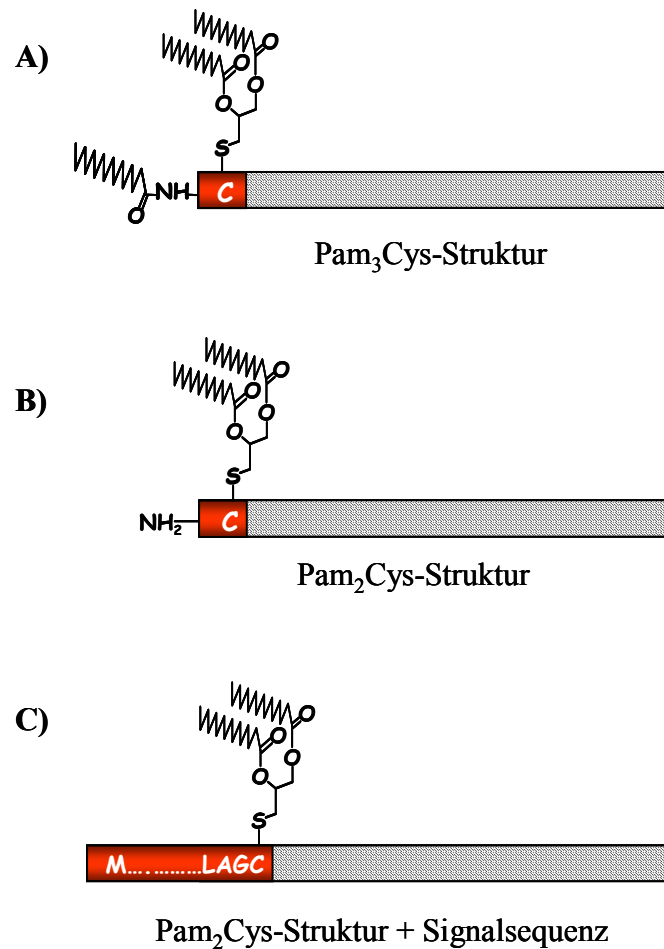 A)
O
O
O
O
S
NH
O
C
Pam₃Cys-Struktur
B)
O
O
O
O
S
NH₂
C
Pam₂Cys-Struktur
C)
O
O
O
O
S
M............LAGC
Pam₂Cys-Struktur + Signalsequenz